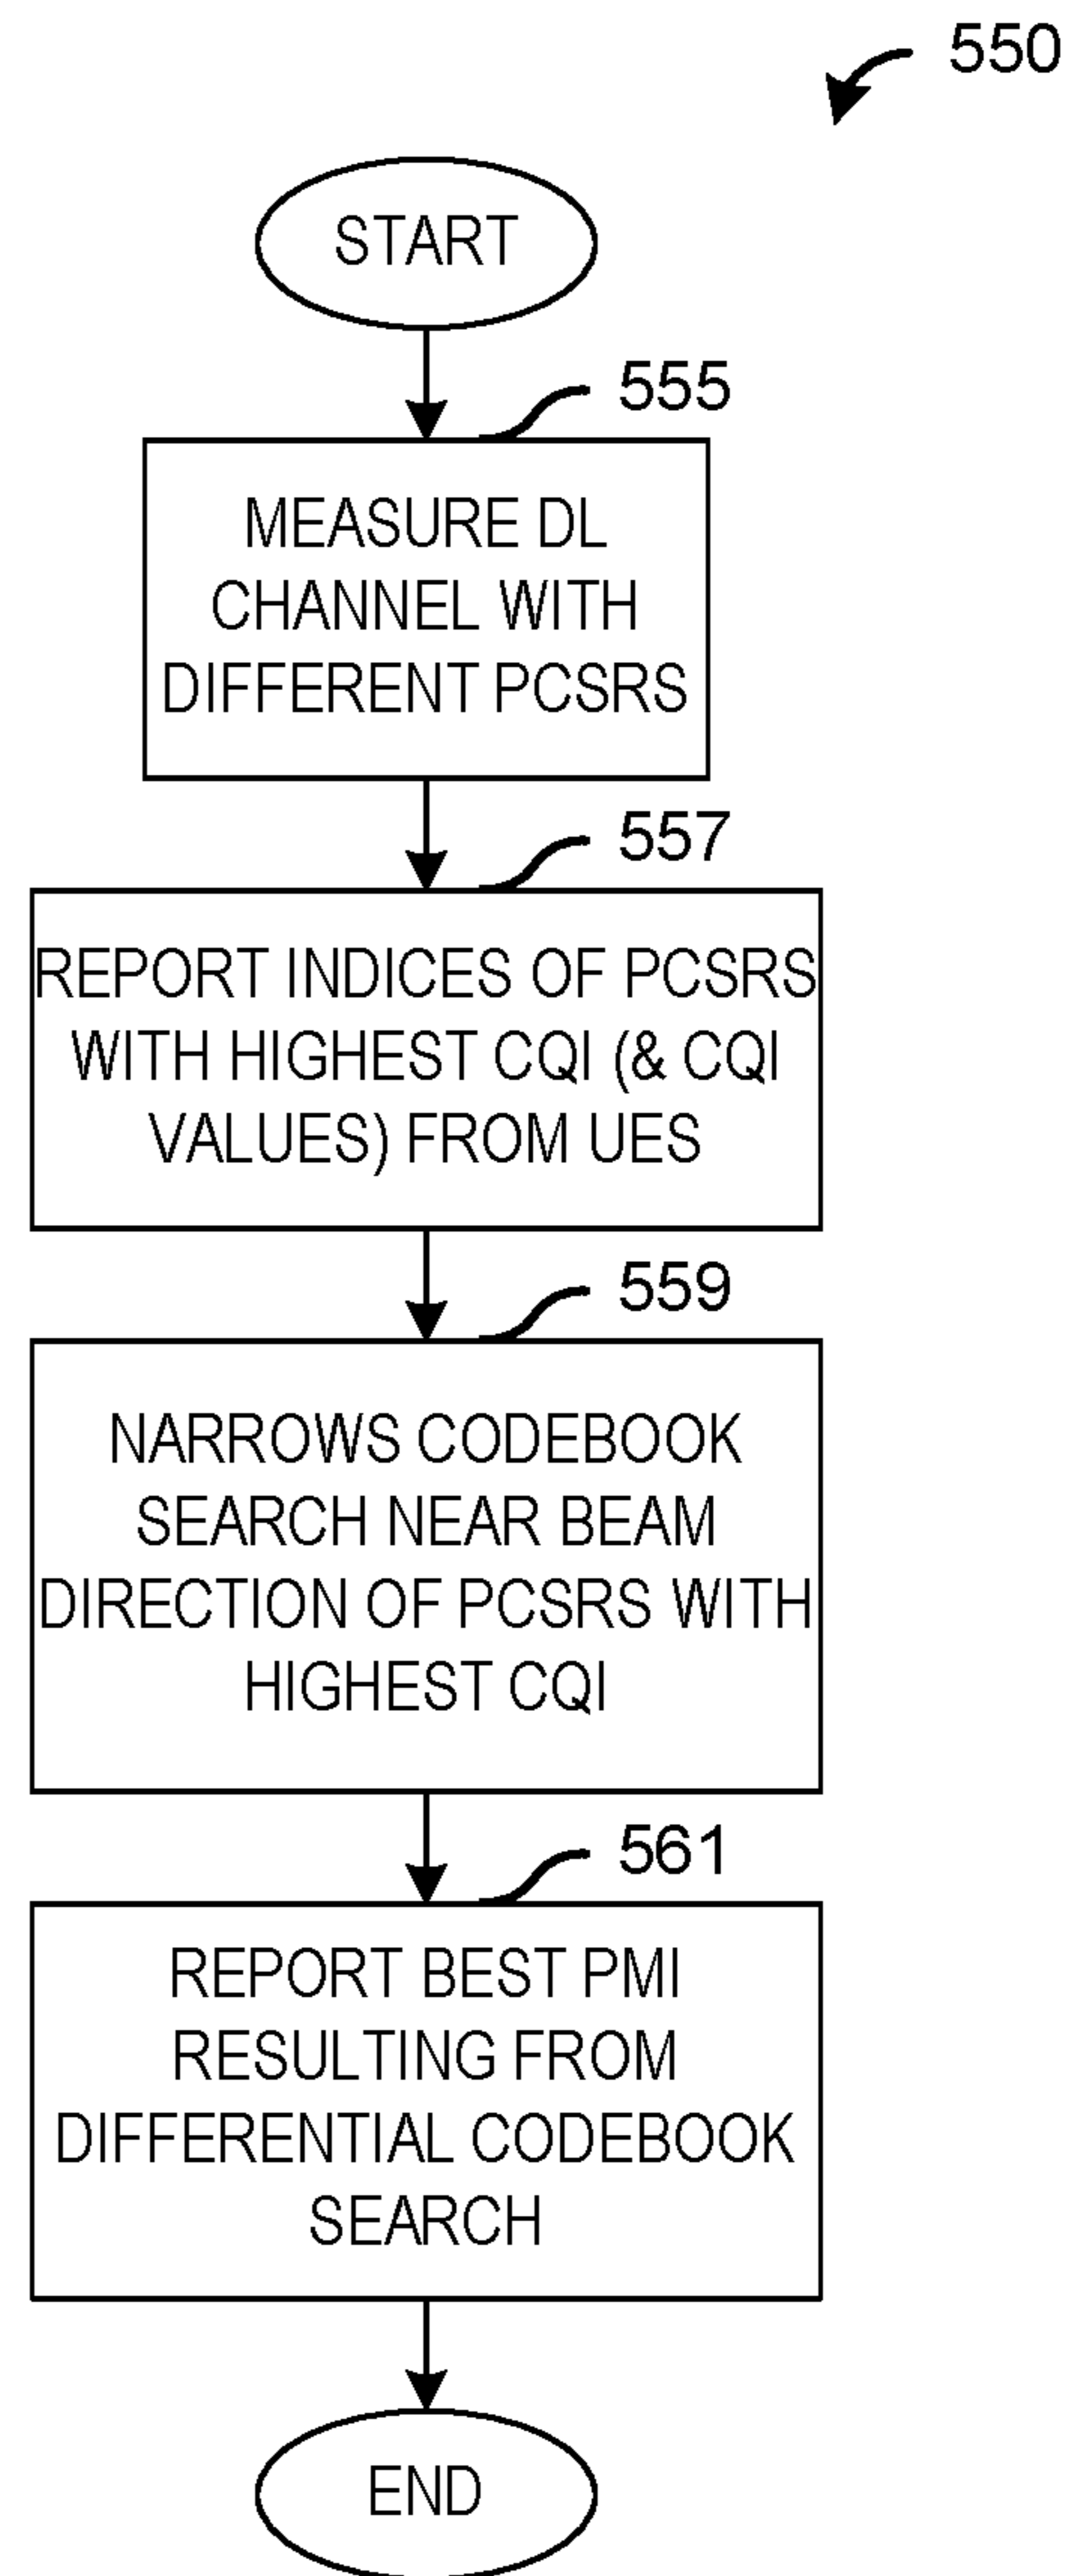 550
START
555
MEASURE DL
CHANNEL WITH
DIFFERENT PCSRS
557
REPORT INDICES OF PCSRS
WITH HIGHEST CQI (& CQI
VALUES) FROM UES
559
NARROWS CODEBOOK
SEARCH NEAR BEAM
DIRECTION OF PCSRS WITH
HIGHEST CQI
561
REPORT BEST PMI
RESULTING FROM
DIFFERENTIAL CODEBOOK
SEARCH
END